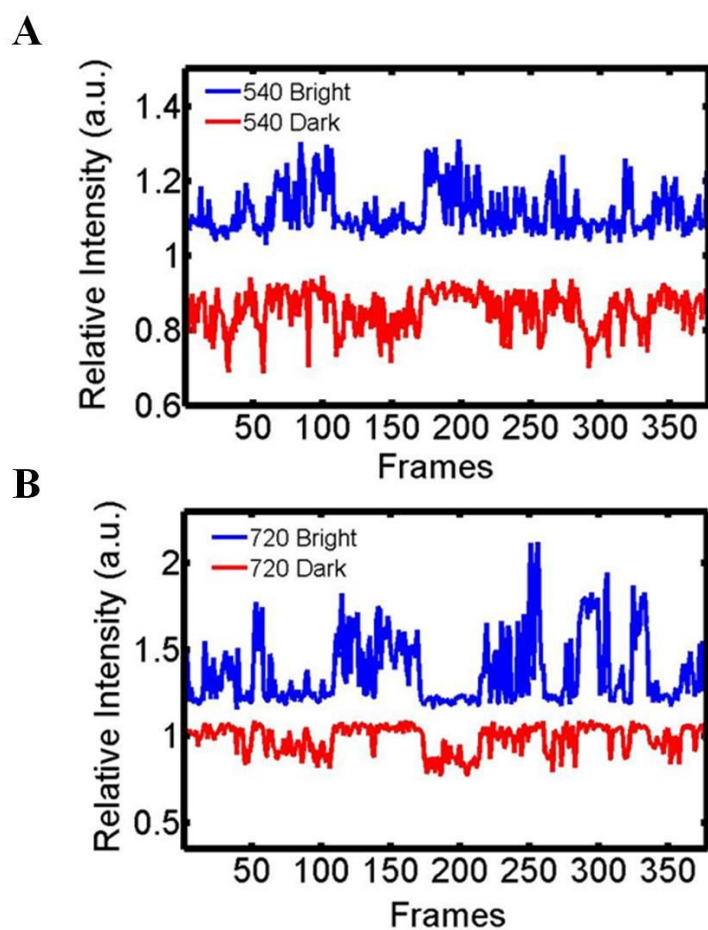 A
Relative Intensity (a.u.)
1.4
1.2
1
0.8
0.6
540 Bright
540 Dark
50 100 150 200 250 300 350
Frames
B
Relative Intensity (a.u.)
2
1.5
1
0.5
720 Bright
720 Dark
50 100 150 200 250 300 350
Frames